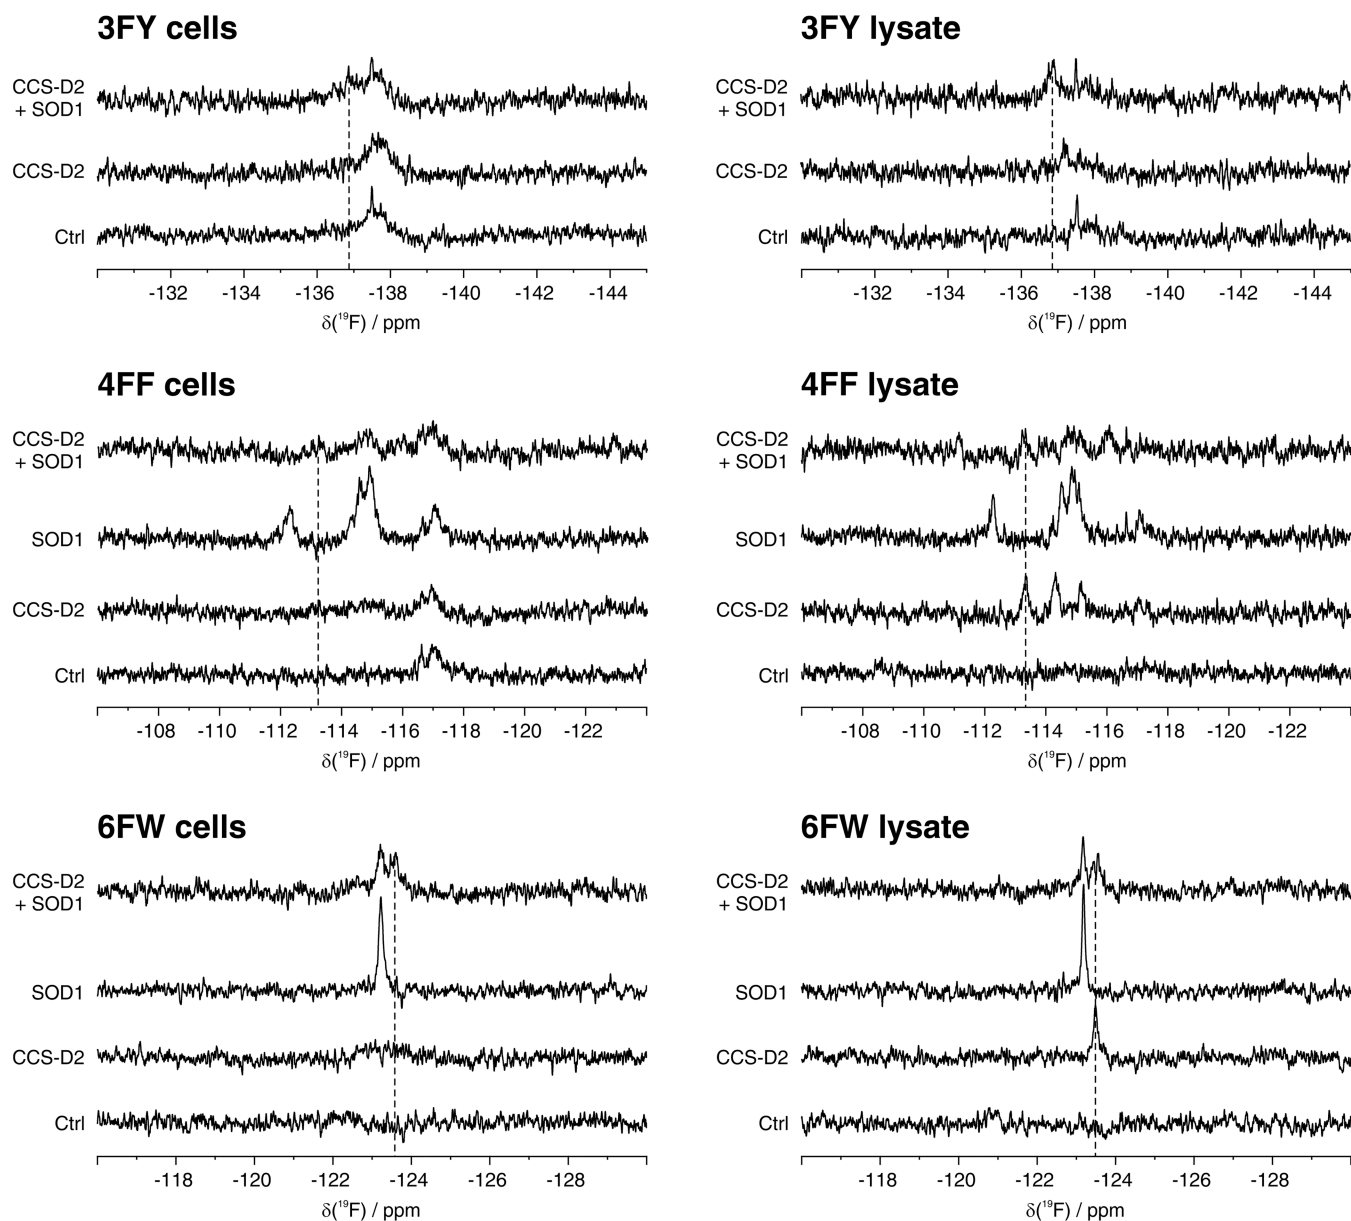 3FY cells
CCS-D2
+ SOD1
CCS-D2
Ctrl
-132 -134 -136 -138 -140 -142 -144
δ(¹⁹F) / ppm
3FY lysate
CCS-D2
+ SOD1
CCS-D2
Ctrl
-132 -134 -136 -138 -140 -142 -144
δ(¹⁹F) / ppm
4FF cells
CCS-D2
+ SOD1
SOD1
CCS-D2
Ctrl
-108 -110 -112 -114 -116 -118 -120 -122
δ(¹⁹F) / ppm
4FF lysate
CCS-D2
+ SOD1
SOD1
CCS-D2
Ctrl
-108 -110 -112 -114 -116 -118 -120 -122
δ(¹⁹F) / ppm
6FW cells
CCS-D2
+ SOD1
SOD1
CCS-D2
Ctrl
-118 -120 -122 -124 -126 -128
δ(¹⁹F) / ppm
6FW lysate
CCS-D2
+ SOD1
SOD1
CCS-D2
Ctrl
-118 -120 -122 -124 -126 -128
δ(¹⁹F) / ppm